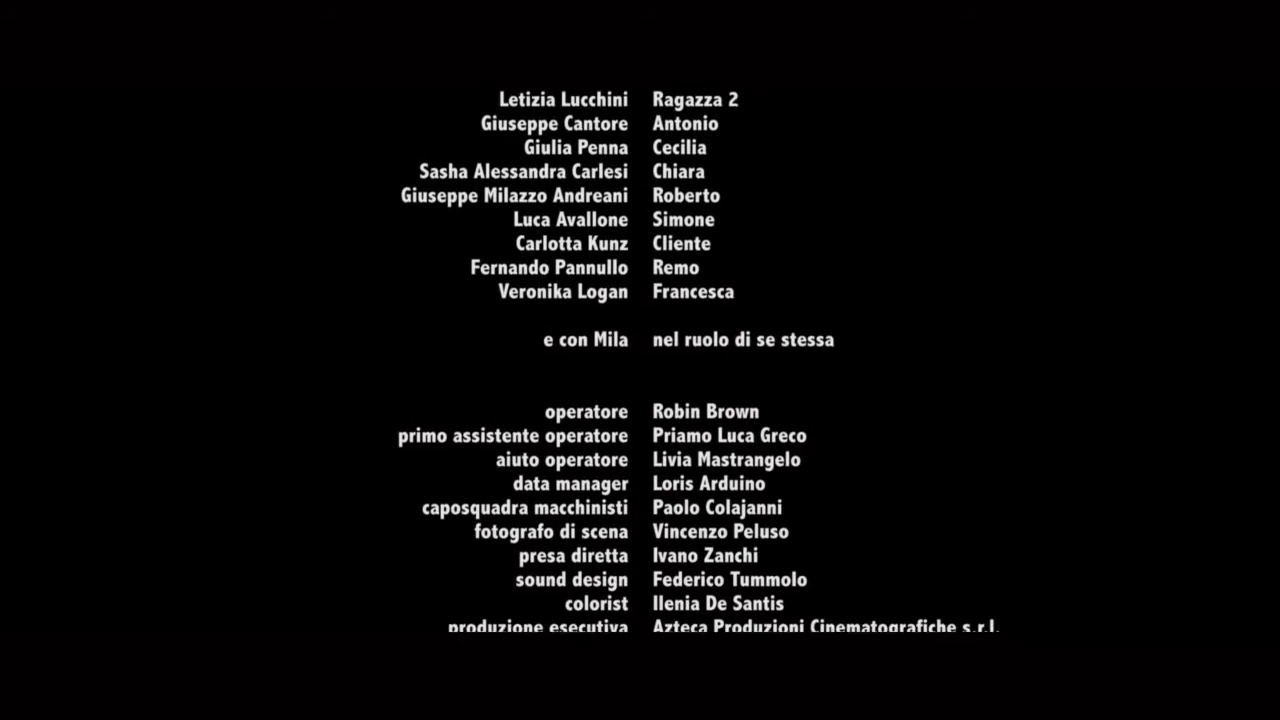 Letizia Lucchini Ragazza 2
Giuseppe Cantore Antonio
Giulia Penna Cecilia
Sasha Alessandra Carlesi Chiara
Giuseppe Milazzo Andreani Roberto
Luca Avallone Simone
Carlotta Kunz Cliente
Fernando Pannullo Remo
Veronika Logan Francesca
e con Mila nel ruolo di se stessa
operatore Robin Brown
primo assistente operatore Priamo Luca Greco
aiuto operatore Livia Mastrangelo
data manager Loris Arduino
caposquadra macchinisti Paolo Colajanni
fotografo di scena Vincenzo Peluso
presa diretta Ivano Zanchi
sound design Federico Tummolo
colorist Ilenia De Santis
produzione esecutiva Azteca Produzioni Cinematografiche s.r.l.